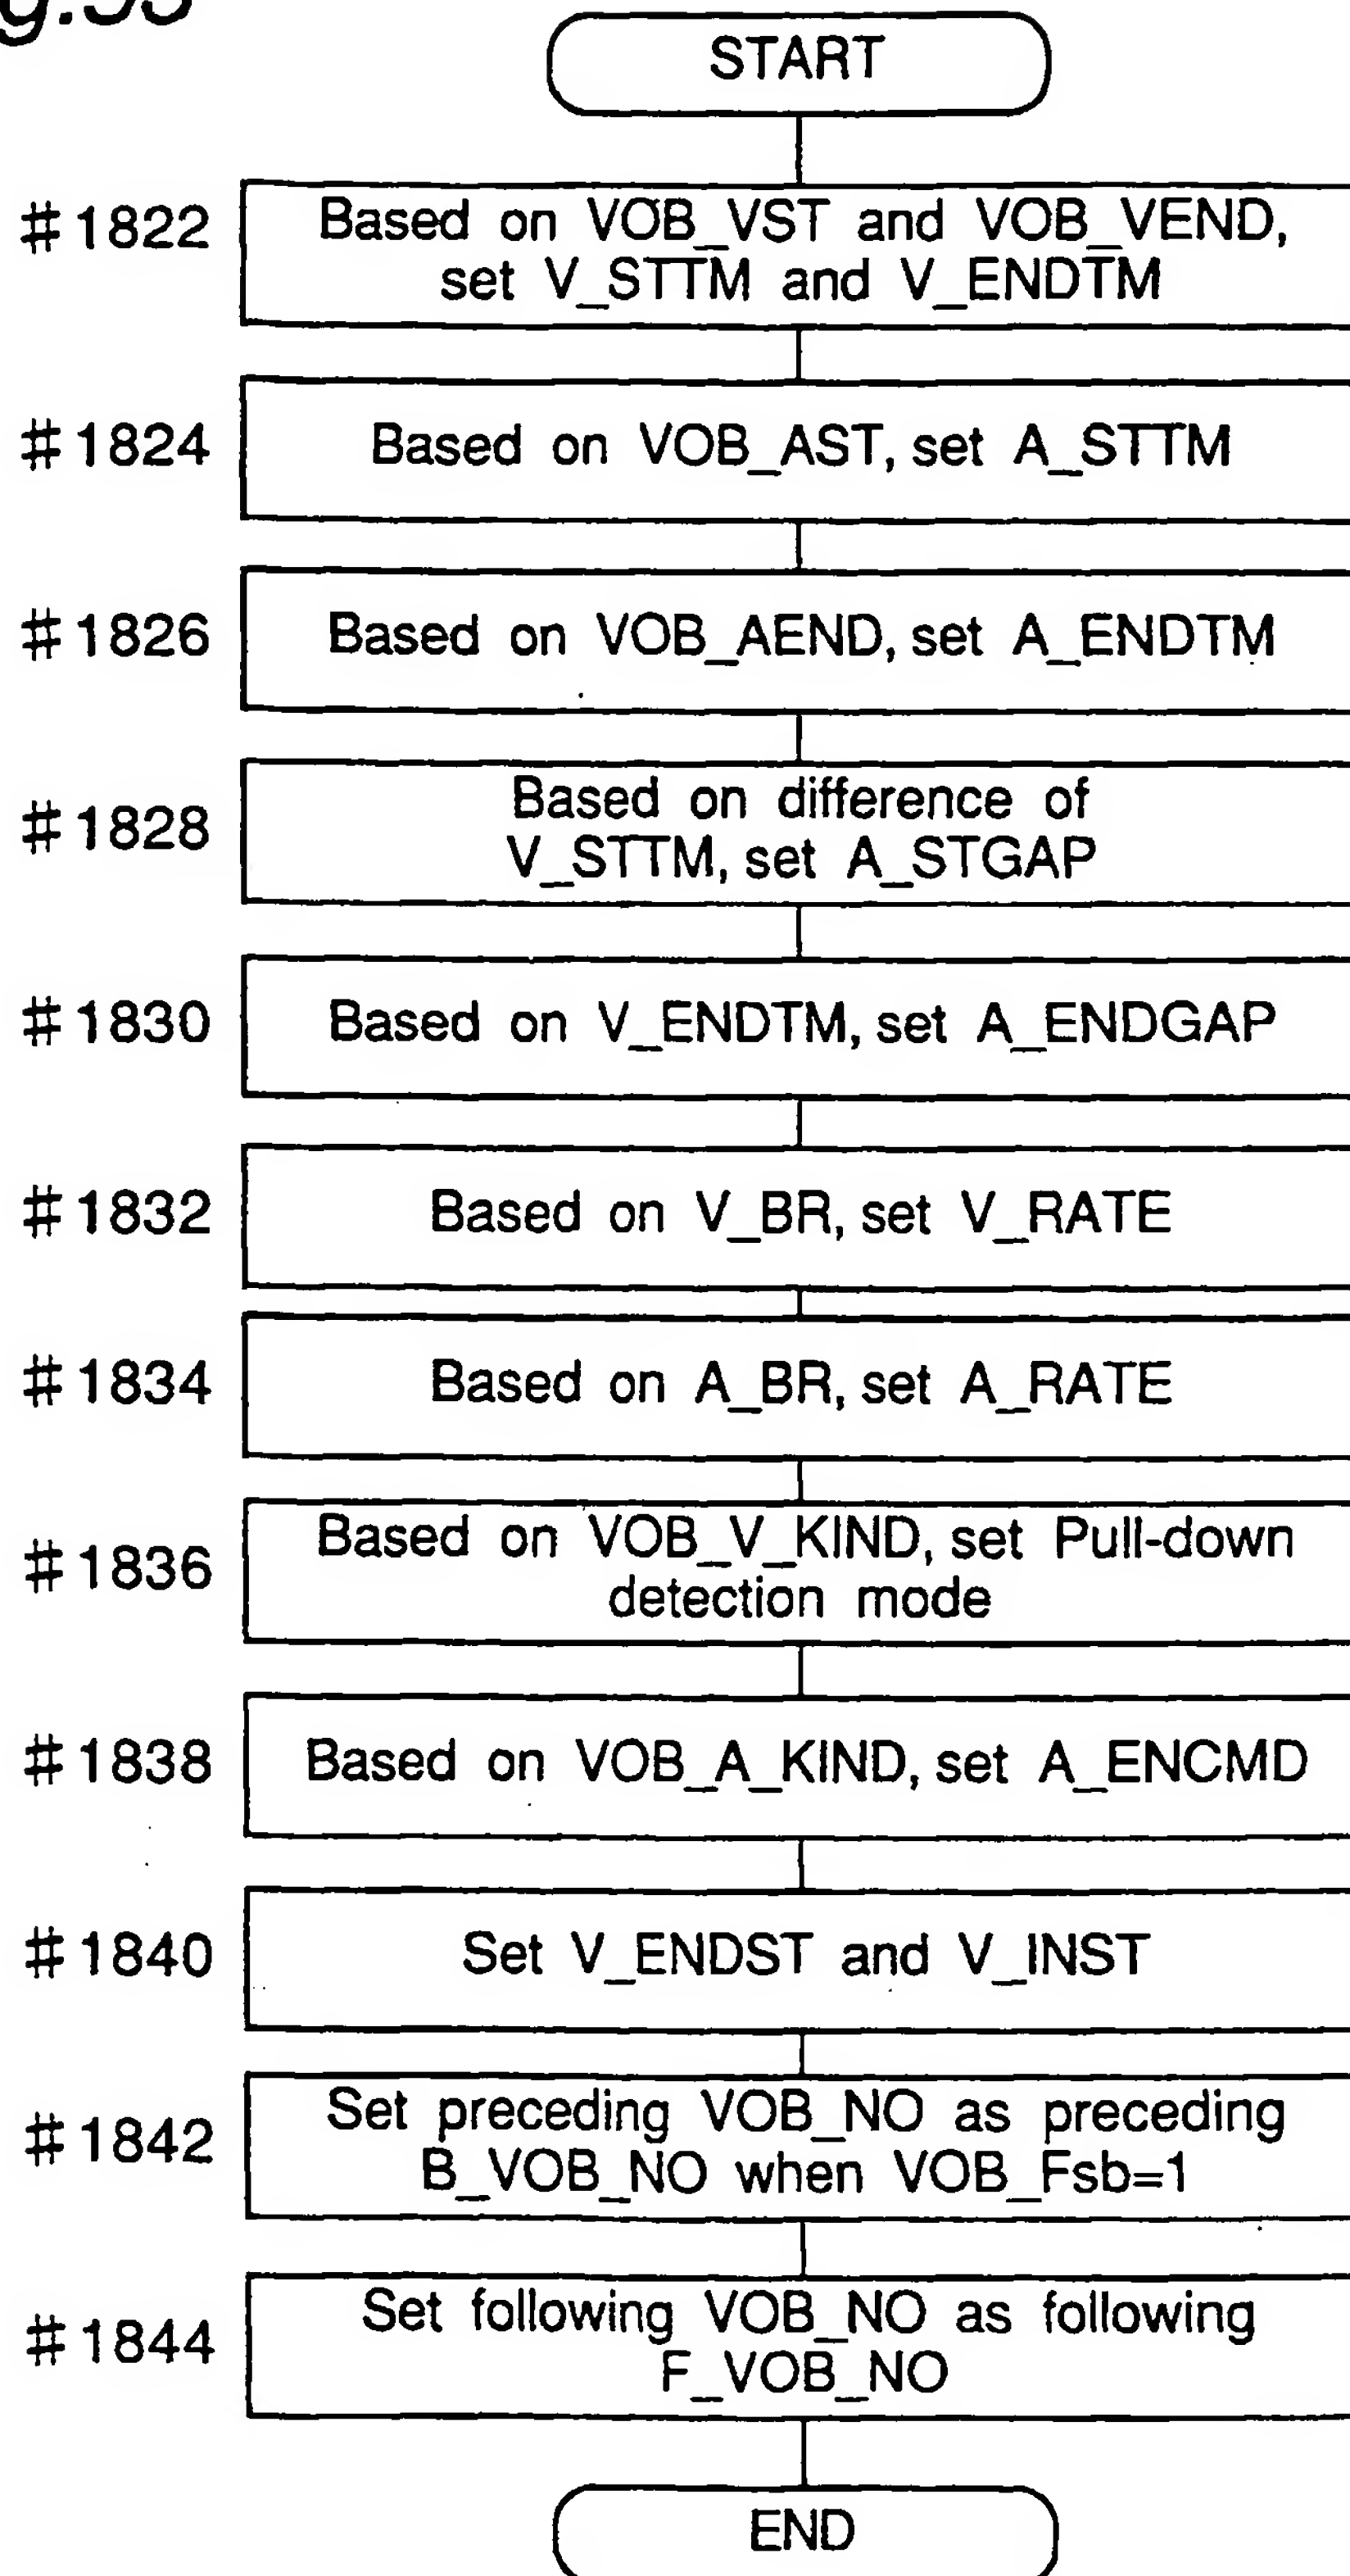 g.53
START
#1822
Based on VOB_VST and VOB_VEND,
set V_STTM and V_ENDTM
#1824
Based on VOB_AST, set A_STTM
#1826
Based on VOB_AEND, set A_ENDTM
#1828
Based on difference of
V_STTM, set A_STGAP
#1830
Based on V_ENDTM, set A_ENDGAP
#1832
Based on V_BR, set V_RATE
#1834
Based on A_BR, set A_RATE
#1836
Based on VOB_V_KIND, set Pull-down
detection mode
#1838
Based on VOB_A_KIND, set A_ENCMD
#1840
Set V_ENDST and V_INST
#1842
Set preceding VOB_NO as preceding
B_VOB_NO when VOB_Fsb=1
#1844
Set following VOB_NO as following
F_VOB_NO
END